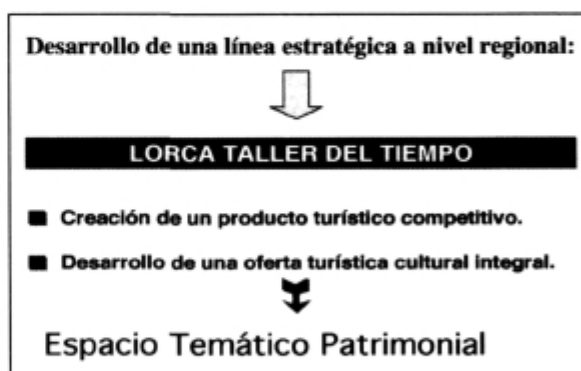 Desarrollo de una línea estratégica a nivel regional:
LORCA TALLER DEL TIEMPO
Creación de un producto turístico competitivo.
Desarrollo de una oferta turística cultural integral.
Espacio Temático Patrimonial